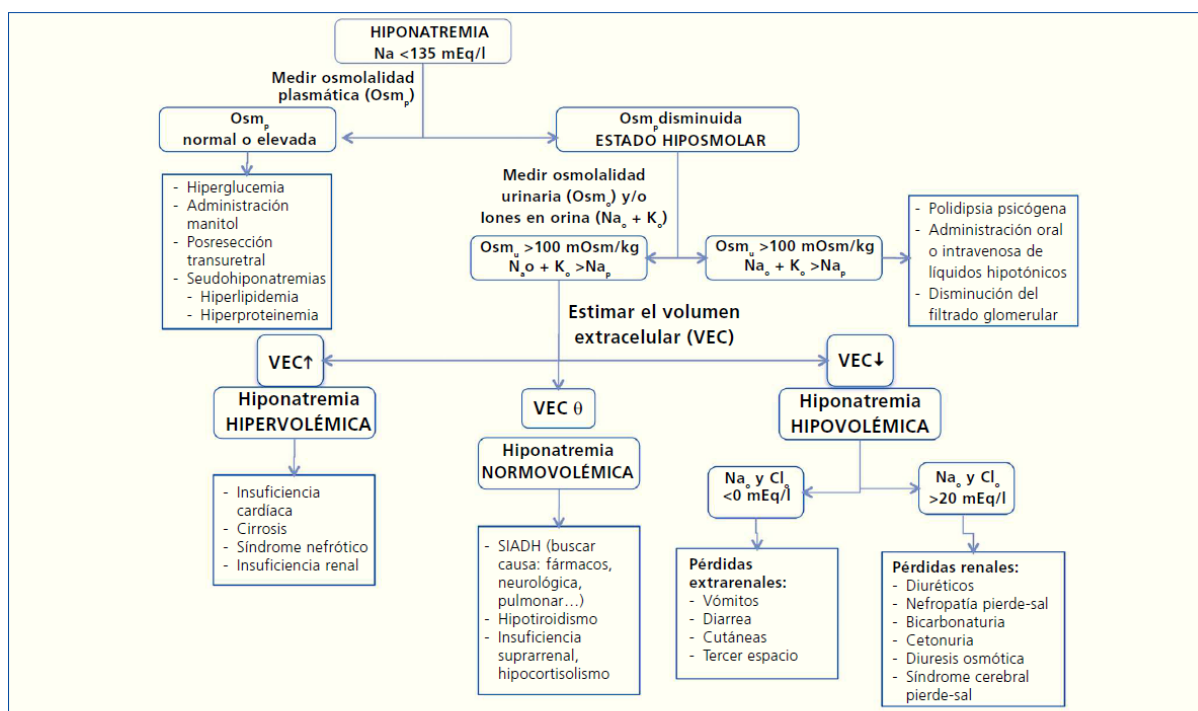 HIPONATREMIA
Na <135 mEq/l
Medir osmolalidad
plasmática (Osmp)
Osmp
normal o elevada
Osmp disminuida
ESTADO HIPOSMOLAR
- Hiperglucemia
- Administración
manitol
- Posresección
transuretral
- Seudohiponatremias
- Hiperlipidemia
- Hiperproteinemia
Medir osmolalidad
urinaria (Osmo) y/o
lones en orina (Nao + Ko)
Osmu >100 mOsm/kg
Nao + Ko >Nap
Osmu >100 mOsm/kg
Nao + Ko >Nap
- Polidipsia psicógena
- Administración oral
o intravenosa de
líquidos hipotónicos
- Disminución del
filtrado glomerular
Estimar el volumen
extracelular (VEC)
VEC↑
Hiponatremia
HIPERVOLÉMICA
VEC θ
Hiponatremia
NORMOVOLÉMICA
VEC↓
Hiponatremia
HIPOVOLÉMICA
- Insuficiencia
cardíaca
- Cirrosis
- Síndrome nefrótico
- Insuficiencia renal
- SIADH (buscar
causa: fármacos,
neurológica,
pulmonar...)
- Hipotiroidismo
- Insuficiencia
suprarrenal,
hipocortisolismo
Nao y Clo
<0 mEq/l
Nao y Clo
>20 mEq/l
Pérdidas
extrarenales:
- Vómitos
- Diarrea
- Cutáneas
- Tercer espacio
Pérdidas renales:
- Diuréticos
- Nefropatía pierde-sal
- Bicarbonaturia
- Cetonuria
- Diuresis osmótica
- Síndrome cerebral
pierde-sal